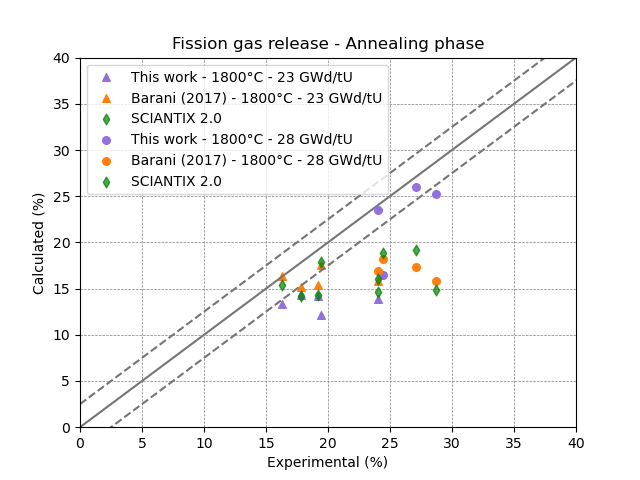 Fission gas release - Annealing phase
40
35
30
25
20
15
10
5
0
Calculated (%)
This work - 1800°C - 23 GWd/tU
Barani (2017) - 1800°C - 23 GWd/tU
SCIANTIX 2.0
This work - 1800°C - 28 GWd/tU
Barani (2017) - 1800°C - 28 GWd/tU
SCIANTIX 2.0
0 5 10 15 20 25 30 35 40
Experimental (%)